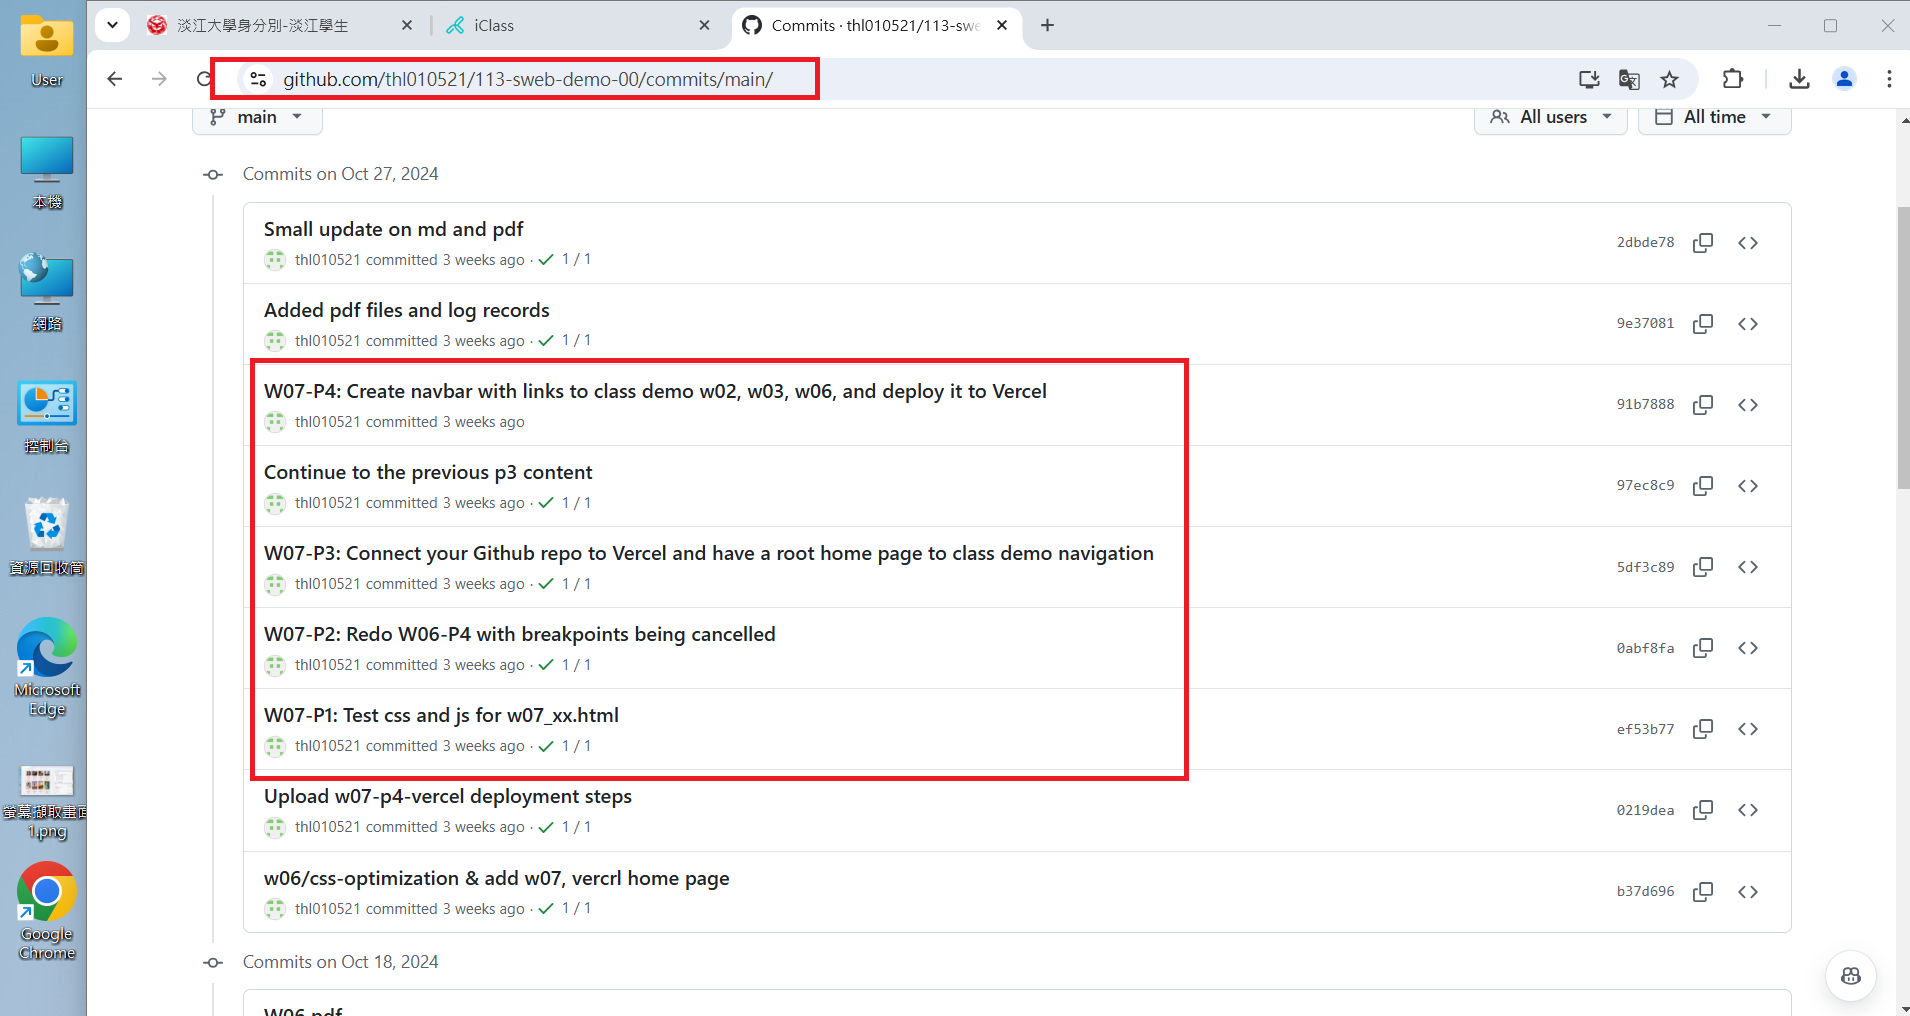 User
本機
網路
控制台
資源回收筒
Microsoft
Edge
螢幕擷取畫面
1.png
Google
Chrome
淡江大學身分別-淡江學生
iClass
Commits · thl010521/113-swe
github.com/thl010521/113-sweb-demo-00/commits/main/
main
All users
All time
Commits on Oct 27, 2024
Small update on md and pdf
thl010521 committed 3 weeks ago · 1 / 1
2dbde78
Added pdf files and log records
thl010521 committed 3 weeks ago · 1 / 1
9e37081
W07-P4: Create navbar with links to class demo w02, w03, w06, and deploy it to Vercel
thl010521 committed 3 weeks ago
91b7888
Continue to the previous p3 content
thl010521 committed 3 weeks ago · 1 / 1
97ec8c9
W07-P3: Connect your Github repo to Vercel and have a root home page to class demo navigation
thl010521 committed 3 weeks ago · 1 / 1
5df3c89
W07-P2: Redo W06-P4 with breakpoints being cancelled
thl010521 committed 3 weeks ago · 1 / 1
0abf8fa
W07-P1: Test css and js for w07_xx.html
thl010521 committed 3 weeks ago · 1 / 1
ef53b77
Upload w07-p4-vercel deployment steps
thl010521 committed 3 weeks ago · 1 / 1
0219dea
w06/css-optimization & add w07, vercrl home page
thl010521 committed 3 weeks ago · 1 / 1
b37d696
Commits on Oct 18, 2024
W06 pdf